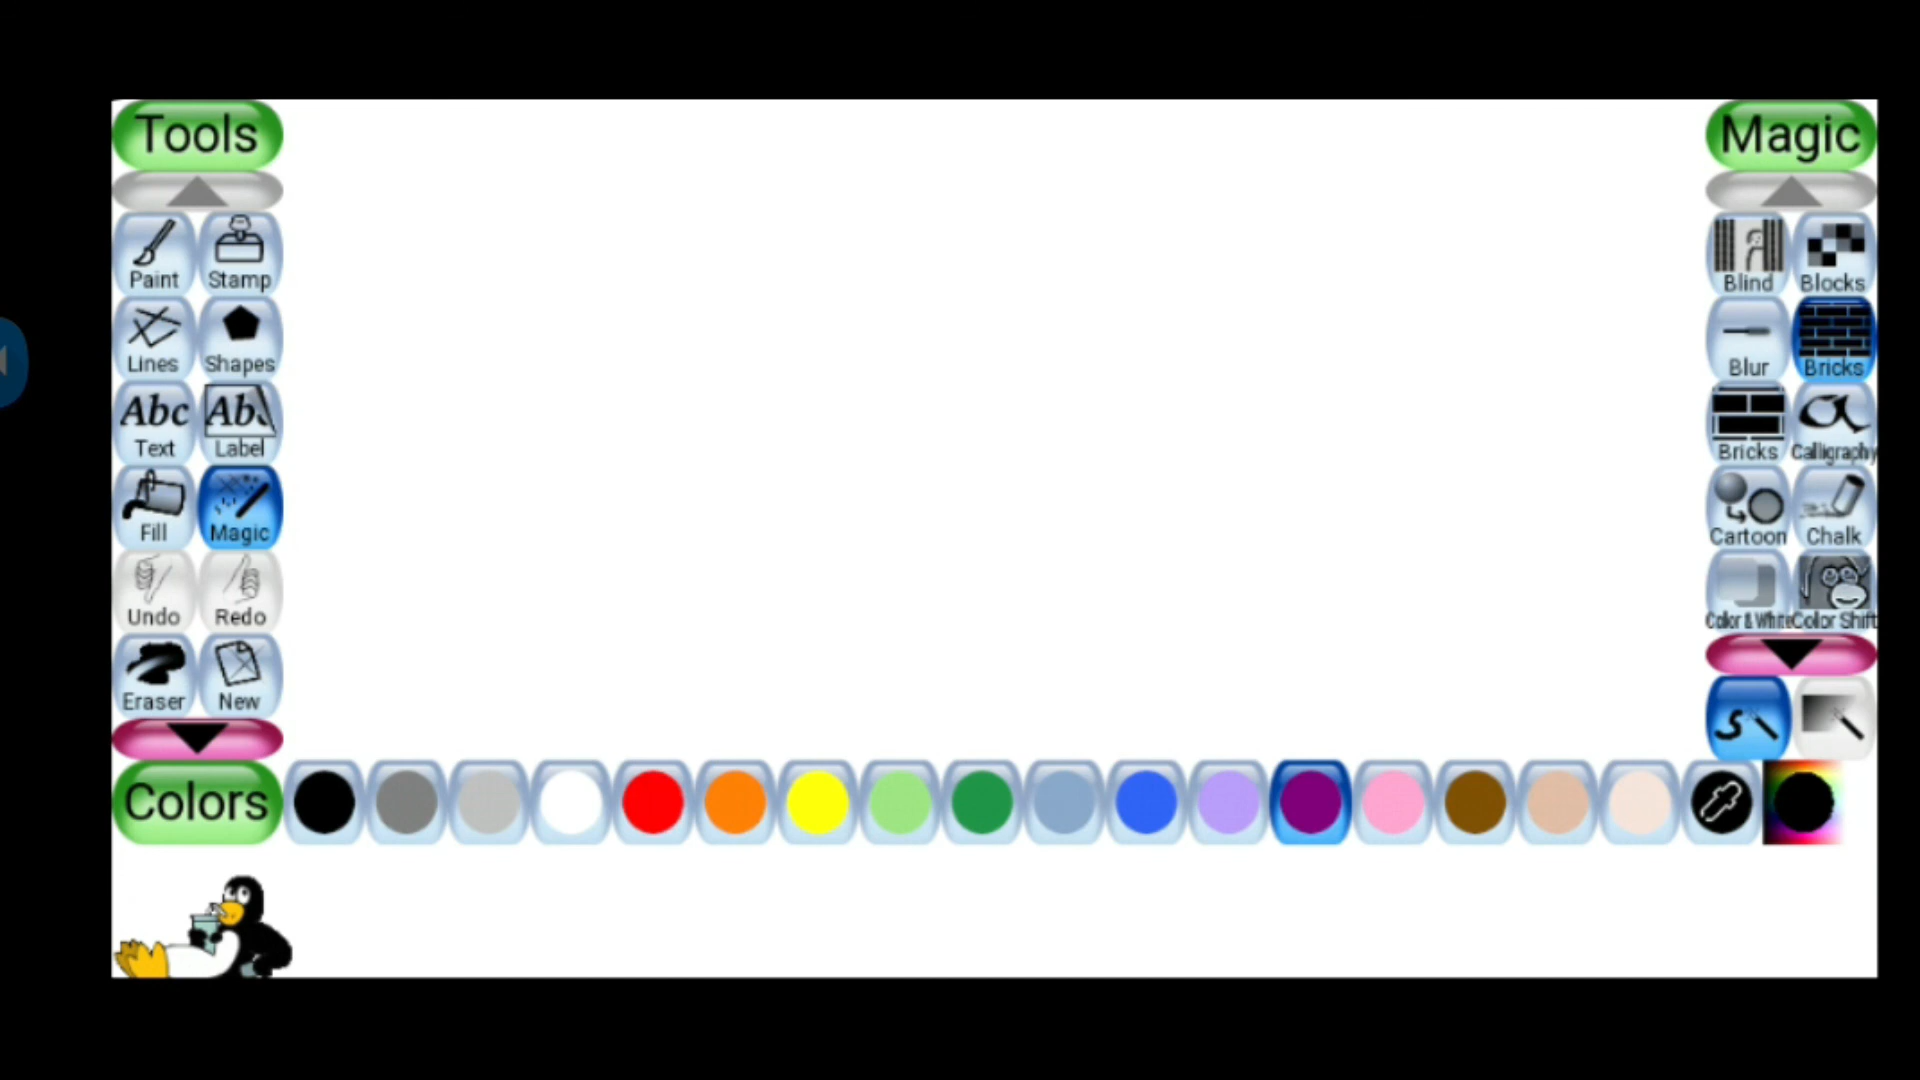 Tools
Magic
Paint Stamp
Blind Blocks
Lines Shapes
Blur Bricks
Abc Abc
Text Label
Bricks Calligraphy
Fill Magic
Cartoon Chalk
Undo Redo
Color & White Color Shift
Eraser New
Colors